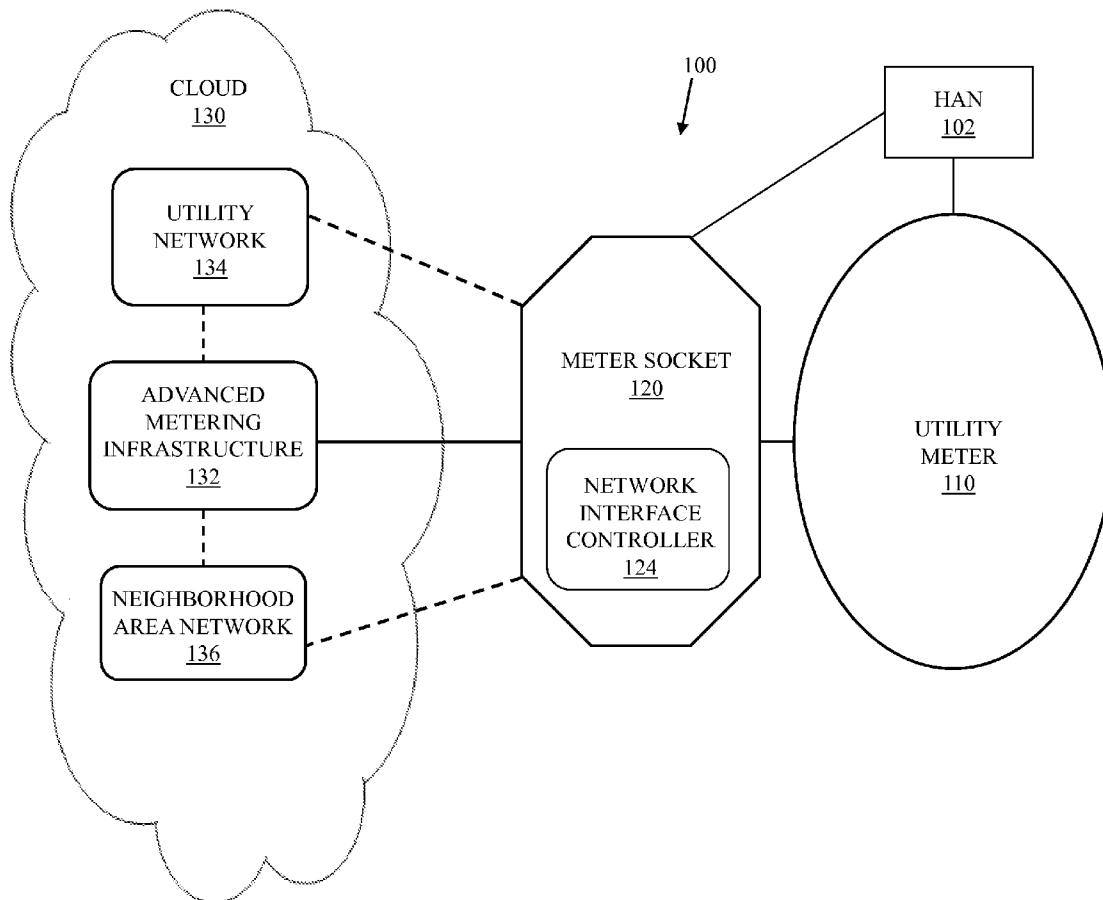 100
CLOUD
130
HAN
102
UTILITY
NETWORK
134
METER SOCKET
120
ADVANCED
METERING
INFRASTRUCTURE
132
UTILITY
METER
110
NETWORK
INTERFACE
CONTROLLER
124
NEIGHBORHOOD
AREA NETWORK
136